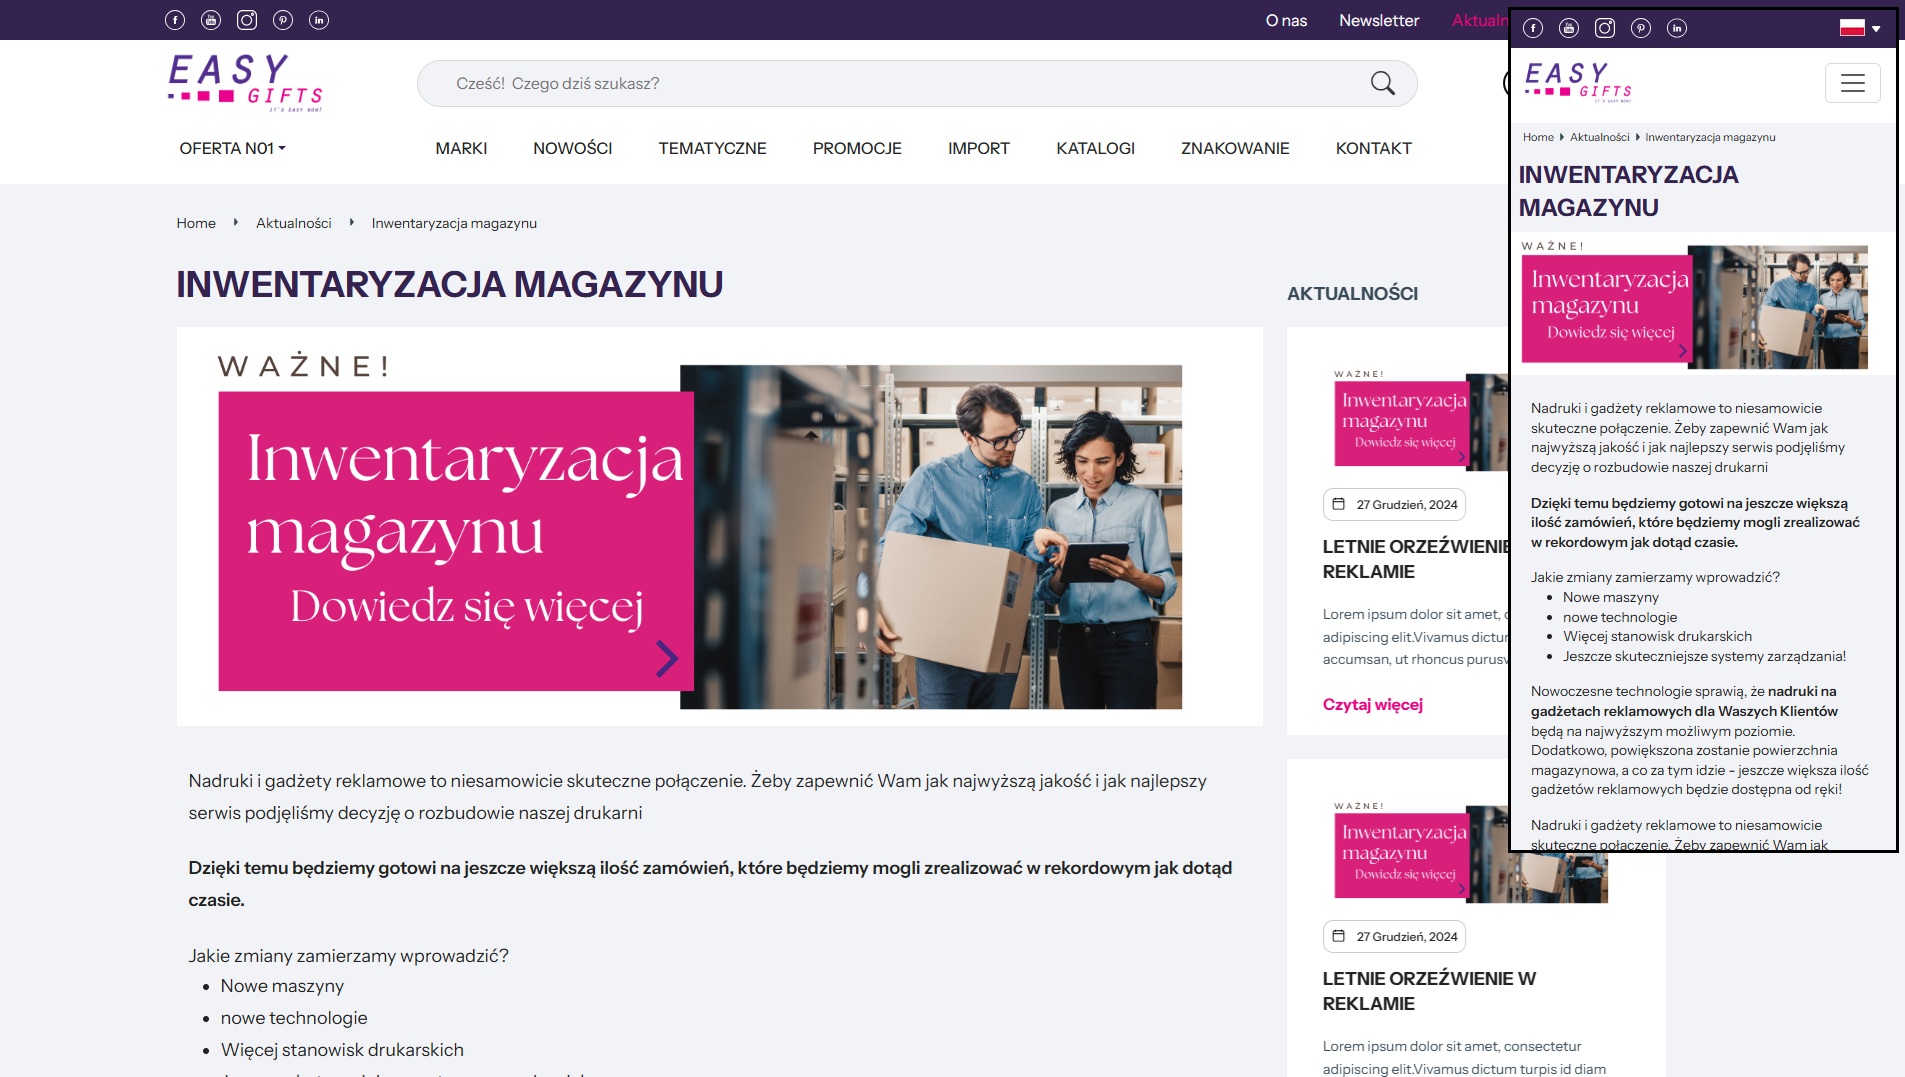 O nas Newsletter
EASY
GIFTS
IT'S EASY NOW!
Cześć! Czego dziś szukasz?
OFERTA N01 MARKI NOWOŚCI TEMATYCZNE PROMOCJE IMPORT KATALOGI ZNAKOWANIE KONTAKT
Home Aktualności Inwentaryzacja magazynu
INWENTARYZACJA MAGAZYNU
WAŻNE!
Inwentaryzacja
magazynu
Dowiedz się więcej
Nadruki i gadżety reklamowe to niesamowicie skuteczne połączenie. Żeby zapewnić Wam jak najwyższą jakość i jak najlepszy
serwis podjęliśmy decyzję o rozbudowie naszej drukarni
Dzięki temu będziemy gotowi na jeszcze większą ilość zamówień, które będziemy mogli zrealizować w rekordowym jak dotąd
czasie.
Jakie zmiany zamierzamy wprowadzić?
Nowe maszyny
nowe technologie
Więcej stanowisk drukarskich
AKTUALNOŚCI
WAŻNE!
Inwentaryzacja
magazynu
Dowiedz się więcej
27 Grudzień, 2024
LETNIE ORZEŹWIENIE
REKLAMIE
Lorem ipsum dolor sit amet,
adipiscing elit.Vivamus dictu
accumsan, ut rhoncus purus
Czytaj więcej
WAŻNE!
Inwentaryzacja
magazynu
Dowiedz się więcej
27 Grudzień, 2024
LETNIE ORZEŹWIENIE W
REKLAMIE
Lorem ipsum dolor sit amet, consectetur
adipiscing elit.Vivamus dictum turpis id diam
EASY
GIFTS
IT'S EASY NOW!
Home Aktualności Inwentaryzacja magazynu
INWENTARYZACJA
MAGAZYNU
WAŻNE!
Inwentaryzacja
magazynu
Dowiedz się więcej
Nadruki i gadżety reklamowe to niesamowicie
skuteczne połączenie. Żeby zapewnić Wam jak
najwyższą jakość i jak najlepszy serwis podjęliśmy
decyzję o rozbudowie naszej drukarni
Dzięki temu będziemy gotowi na jeszcze większą
ilość zamówień, które będziemy mogli zrealizować
w rekordowym jak dotąd czasie.
Jakie zmiany zamierzamy wprowadzić?
Nowe maszyny
nowe technologie
Więcej stanowisk drukarskich
Jeszcze skuteczniejsze systemy zarządzania!
Nowoczesne technologie sprawią, że nadruki na
gadżetach reklamowych dla Waszych Klientów
będą na najwyższym możliwym poziomie.
Dodatkowo, powiększona zostanie powierzchnia
magazynowa, a co za tym idzie - jeszcze większa ilość
gadżetów reklamowych będzie dostępna od ręki!
Nadruki i gadżety reklamowe to niesamowicie
skuteczne połączenie. Żeby zapewnić Wam jak